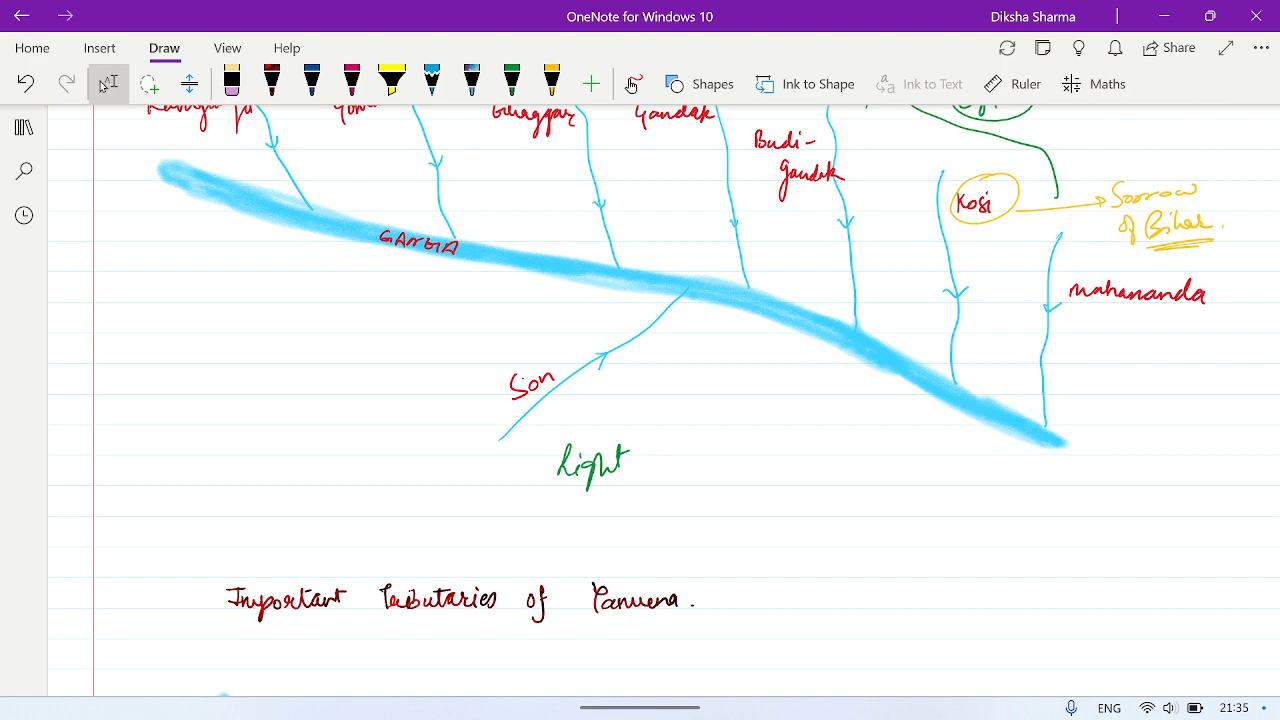 OneNote for Windows 10
Diksha Sharma
Home Insert Draw View Help
Share
Shapes
Ink to Shape
Ink to Text
Ruler
Maths
Gandak
Budi-
Gandak
Kosi
Sorrow
of Bihar.
GANGA
Mahananda
Son
Right
Important Tributaries of Yamuna.
ENG
21:35